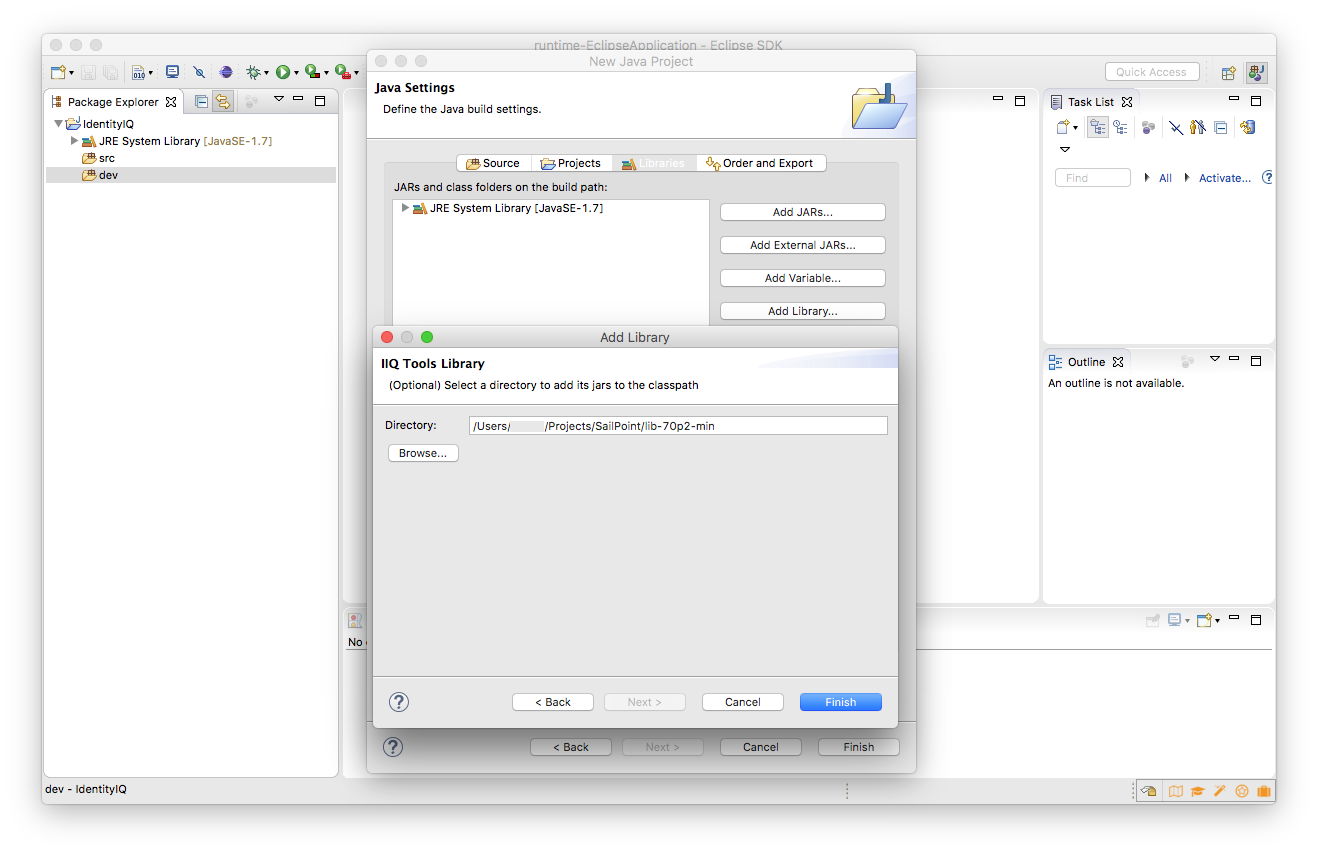 runtime-EclipseApplication - Eclipse SDK
New Java Project
Quick Access
Package Explorer
IdentityIQ
JRE System Library [JavaSE-1.7]
src
dev
Java Settings
Define the Java build settings.
Source Projects Libraries Order and Export
JARs and class folders on the build path:
JRE System Library [JavaSE-1.7]
Add JARs...
Add External JARs...
Add Variable...
Add Library...
Add Library
IIQ Tools Library
(Optional) Select a directory to add its jars to the classpath
Directory: /Users/ /Projects/SailPoint/lib-70p2-min
Browse...
? < Back Next > Cancel Finish
? < Back Next > Cancel Finish
Task List
Find All Activate... ?
Outline
An outline is not available.
No
dev - IdentityIQ